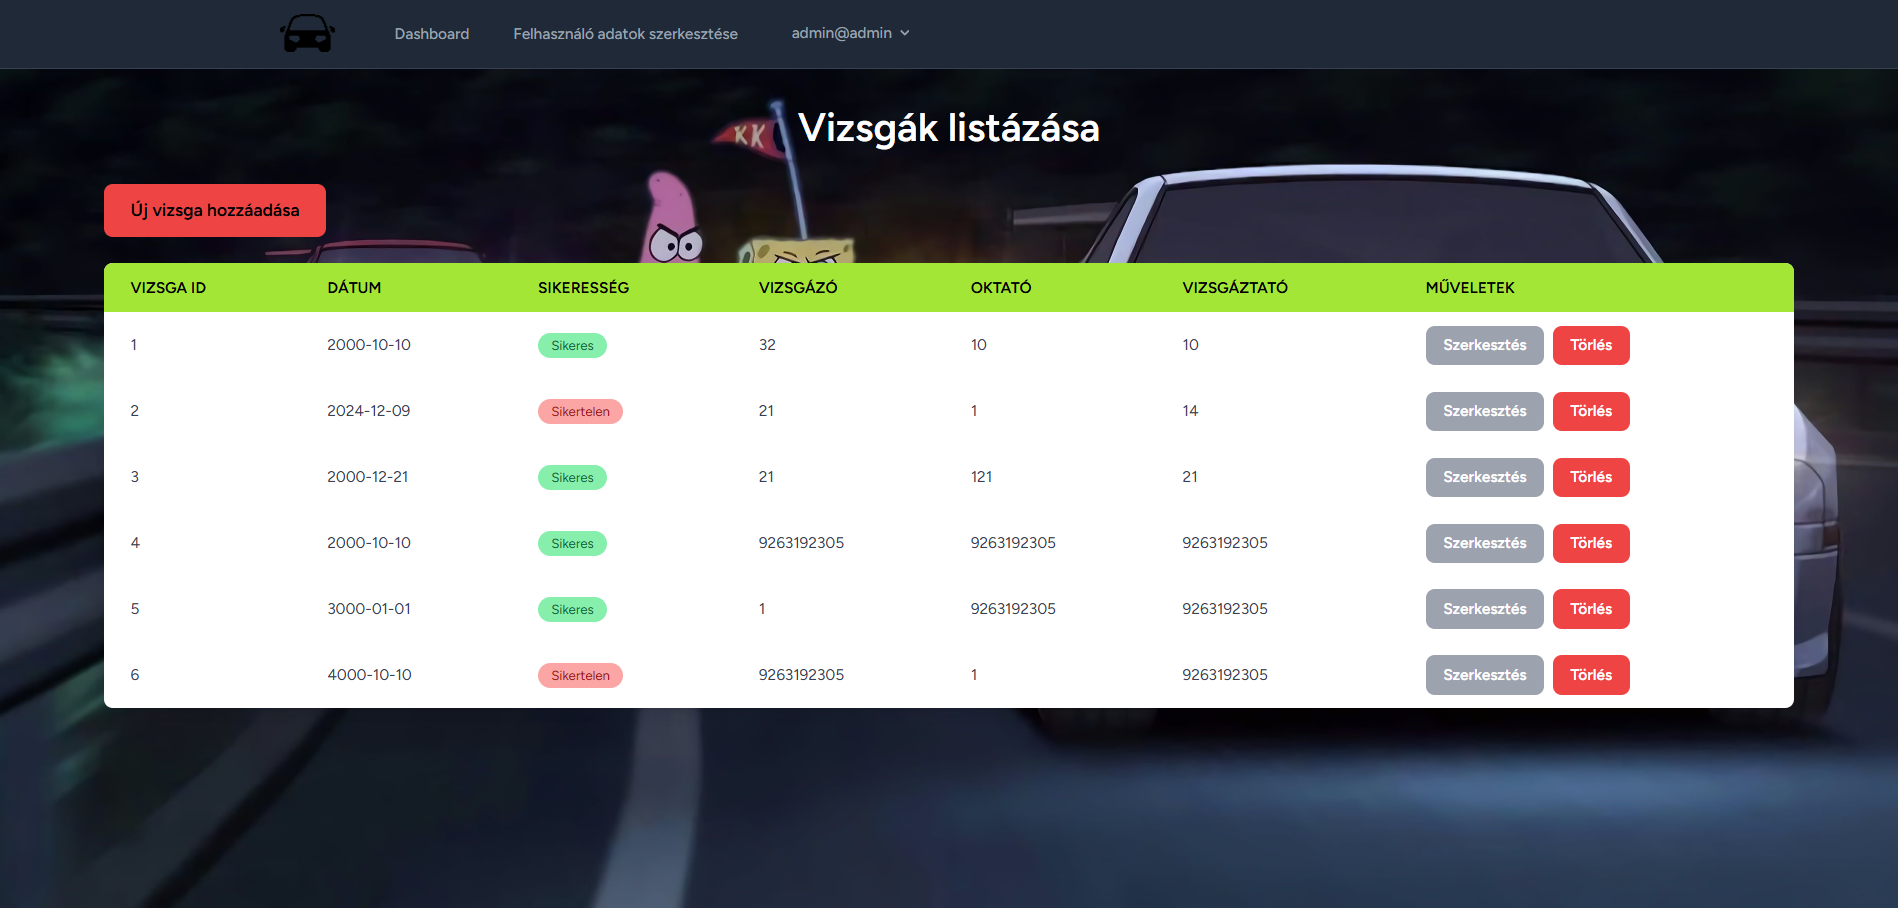 Dashboard Felhasználó adatok szerkesztése admin@admin
KK
Vizsgák listázása
Új vizsga hozzáadása
VIZSGA ID DÁTUM SIKERESSÉG VIZSGÁZÓ OKTATÓ VIZSGÁZTATÓ MŰVELETEK
1 2000-10-10 Sikeres 32 10 10 Szerkesztés Törlés
2 2024-12-09 Sikertelen 21 1 14 Szerkesztés Törlés
3 2000-12-21 Sikeres 21 121 21 Szerkesztés Törlés
4 2000-10-10 Sikeres 9263192305 9263192305 9263192305 Szerkesztés Törlés
5 3000-01-01 Sikeres 1 9263192305 9263192305 Szerkesztés Törlés
6 4000-10-10 Sikertelen 9263192305 1 9263192305 Szerkesztés Törlés